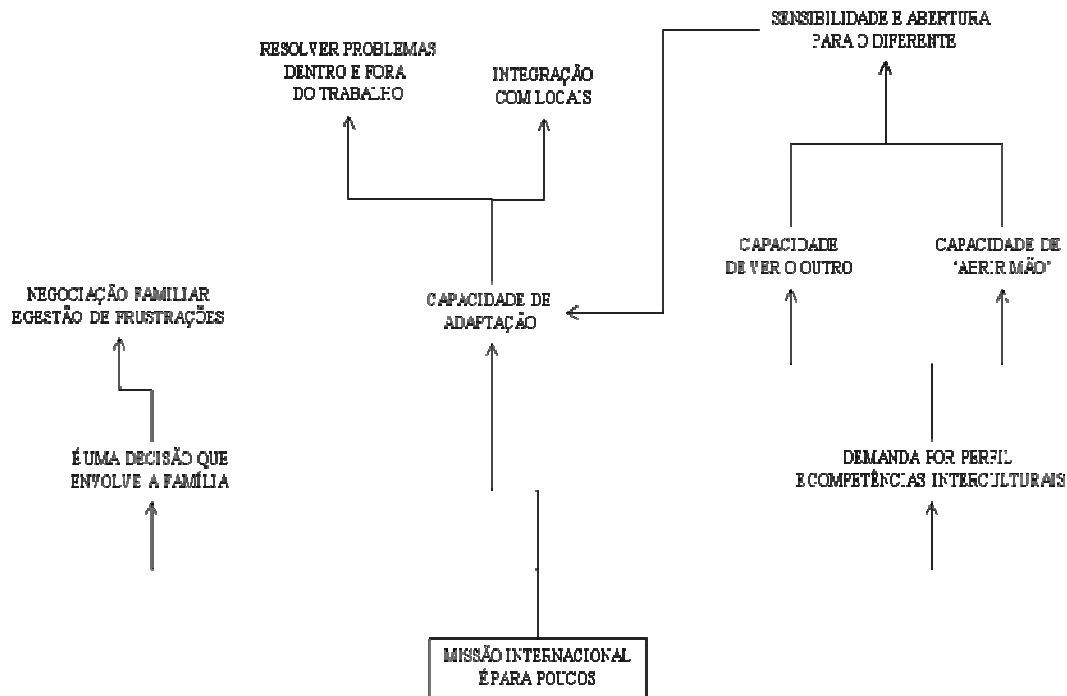 SENSIBILIDADE E ABERTURA
PARA O DIFERENTE
RESOLVER PROBLEMAS
DENTRO E FORA
DO TRABALHO
INTEGRAÇÃO
COM LOCAIS
CAPACIDADE
DE VER O OUTRO
CAPACIDADE DE
"ABRIR MÃO"
NEGOCIAÇÃO FAMILIAR
E GESTÃO DE FRUSTRAÇÕES
CAPACIDADE DE
ADAPTAÇÃO
É UMA DECISÃO QUE
ENVOLVE A FAMÍLIA
DEMANDA POR PERFIL
E COMPETÊNCIAS INTERCULTURAIS
MISSÃO INTERNACIONAL
É PARA POUCOS